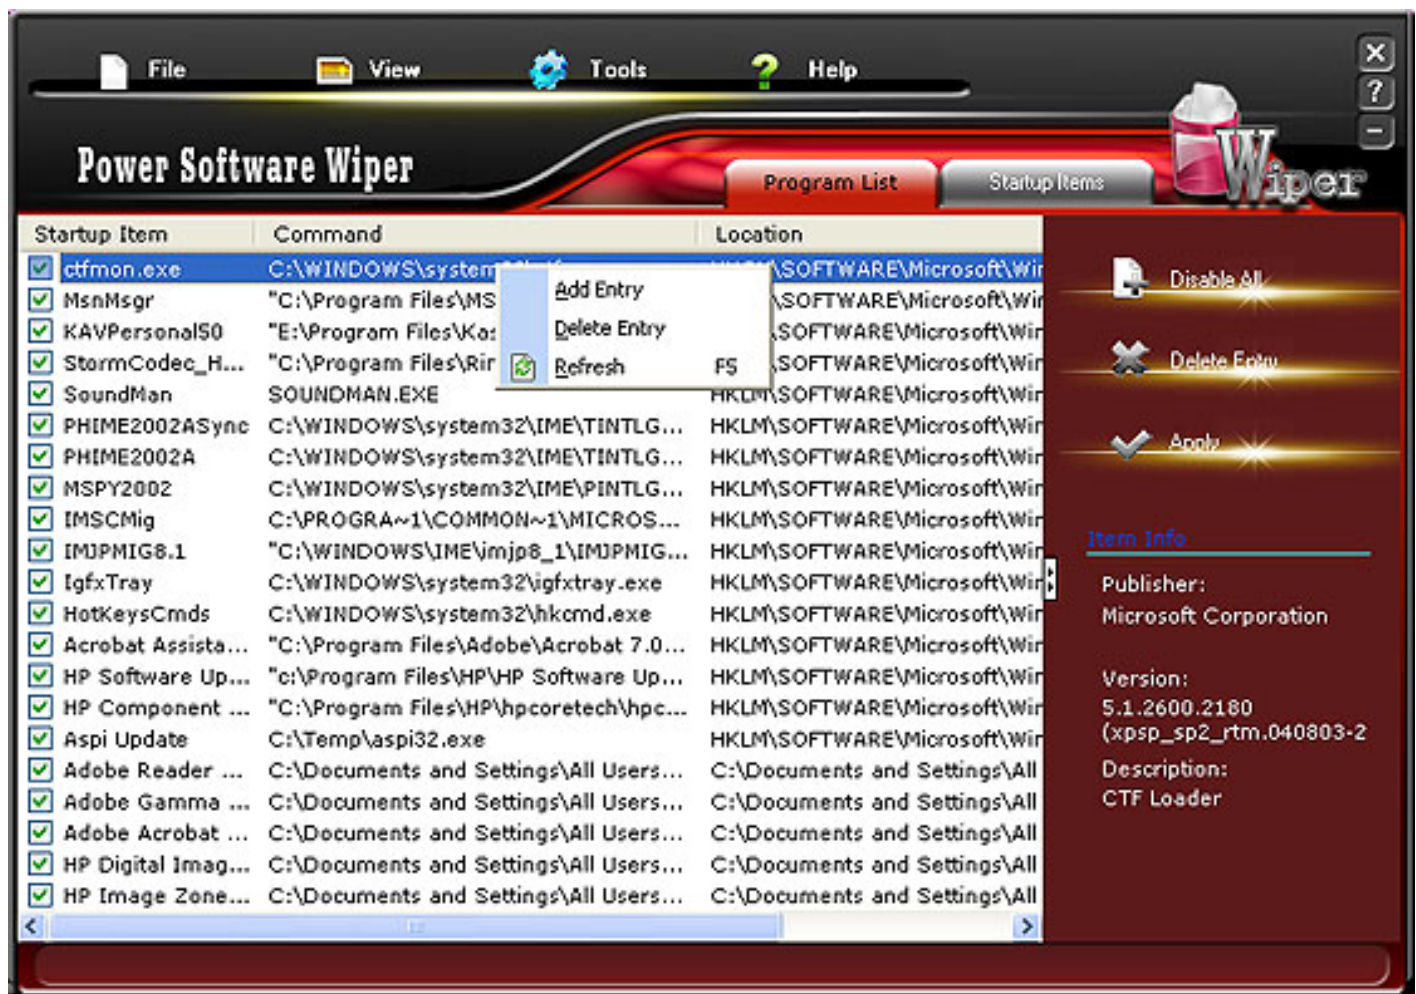 File View Tools Help
Power Software Wiper
Program List Startup Items
Wiper
Startup Item Command Location
ctfmon.exe C:\WINDOWS\system \SOFTWARE\Microsoft\Wir
MsnMsgr "C:\Program Files\MS \SOFTWARE\Microsoft\Wir
KAVPersonal50 "E:\Program Files\Kas \SOFTWARE\Microsoft\Wir
StormCodec_H... "C:\Program Files\Rin \SOFTWARE\Microsoft\Wir
SoundMan SOUNDMAN.EXE HKLM\SOFTWARE\Microsoft\Wir
PHIME2002ASync C:\WINDOWS\system32\IME\TINTLG... HKLM\SOFTWARE\Microsoft\Wir
PHIME2002A C:\WINDOWS\system32\IME\TINTLG... HKLM\SOFTWARE\Microsoft\Wir
MSPY2002 C:\WINDOWS\system32\IME\PINTLG... HKLM\SOFTWARE\Microsoft\Wir
IMSCMig C:\PROGRA~1\COMMON~1\MICROS... HKLM\SOFTWARE\Microsoft\Wir
IMJPMIG8.1 "C:\WINDOWS\IME\imjp8_1\IMJPMIG... HKLM\SOFTWARE\Microsoft\Wir
IgfxTray C:\WINDOWS\system32\igfxtray.exe HKLM\SOFTWARE\Microsoft\Wir
HotKeysCmds C:\WINDOWS\system32\hkcmd.exe HKLM\SOFTWARE\Microsoft\Wir
Acrobat Assista... "C:\Program Files\Adobe\Acrobat 7.0... HKLM\SOFTWARE\Microsoft\Wir
HP Software Up... "c:\Program Files\HP\HP Software Up... HKLM\SOFTWARE\Microsoft\Wir
HP Component ... "C:\Program Files\HP\hpcoretech\hpc... HKLM\SOFTWARE\Microsoft\Wir
Aspi Update C:\Temp\aspi32.exe HKLM\SOFTWARE\Microsoft\Wir
Adobe Reader ... C:\Documents and Settings\All Users... C:\Documents and Settings\All
Adobe Gamma ... C:\Documents and Settings\All Users... C:\Documents and Settings\All
Adobe Acrobat ... C:\Documents and Settings\All Users... C:\Documents and Settings\All
HP Digital Imag... C:\Documents and Settings\All Users... C:\Documents and Settings\All
HP Image Zone... C:\Documents and Settings\All Users... C:\Documents and Settings\All
Add Entry
Delete Entry
Refresh F5
Disable All
Delete Entry
Apply
Item Info
Publisher:
Microsoft Corporation
Version:
5.1.2600.2180
(xpsp_sp2_rtm.040803-2
Description:
CTF Loader